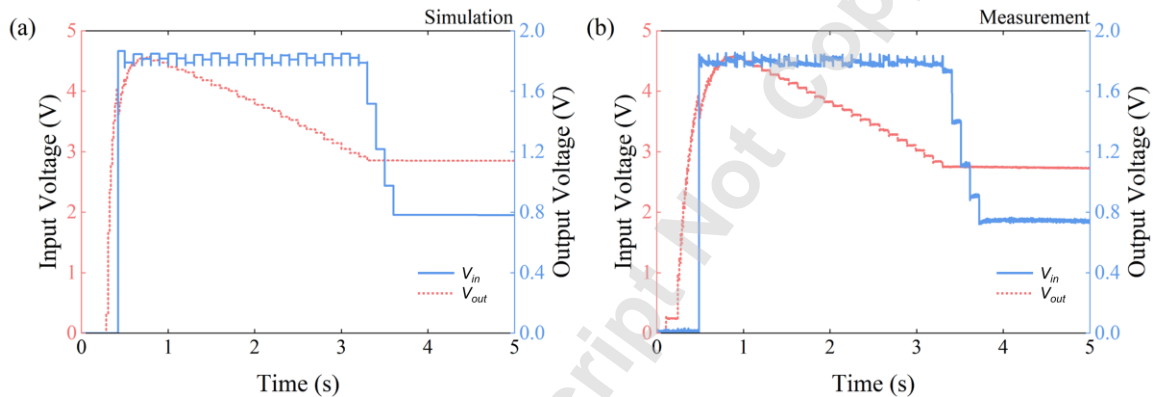 (a)
Simulation
5
4
3
2
1
0
Input Voltage (V)
2.0
1.6
1.2
0.8
0.4
0.0
Output Voltage (V)
V_in
V_out
0 1 2 3 4 5
Time (s)
(b)
Measurement
5
4
3
2
1
0
Input Voltage (V)
2.0
1.6
1.2
0.8
0.4
0.0
Output Voltage (V)
V_in
V_out
0 1 2 3 4 5
Time (s)
cript Not Cop